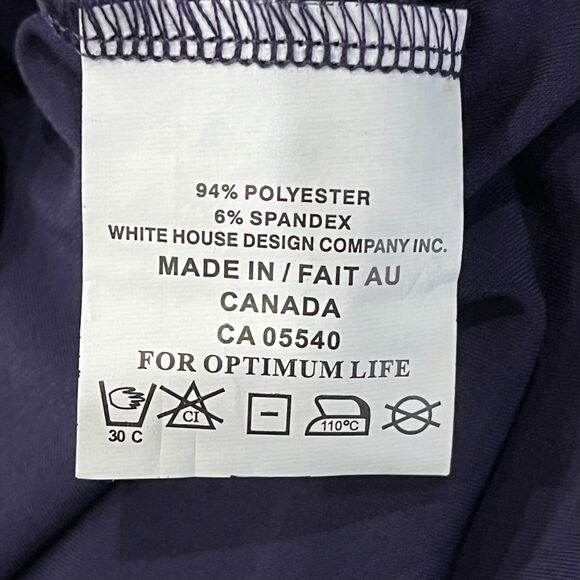 94% POLYESTER
6% SPANDEX
WHITE HOUSE DESIGN COMPANY INC.
MADE IN / FAIT AU
CANADA
CA 05540
FOR OPTIMUM LIFE
30 C
CI
110°C